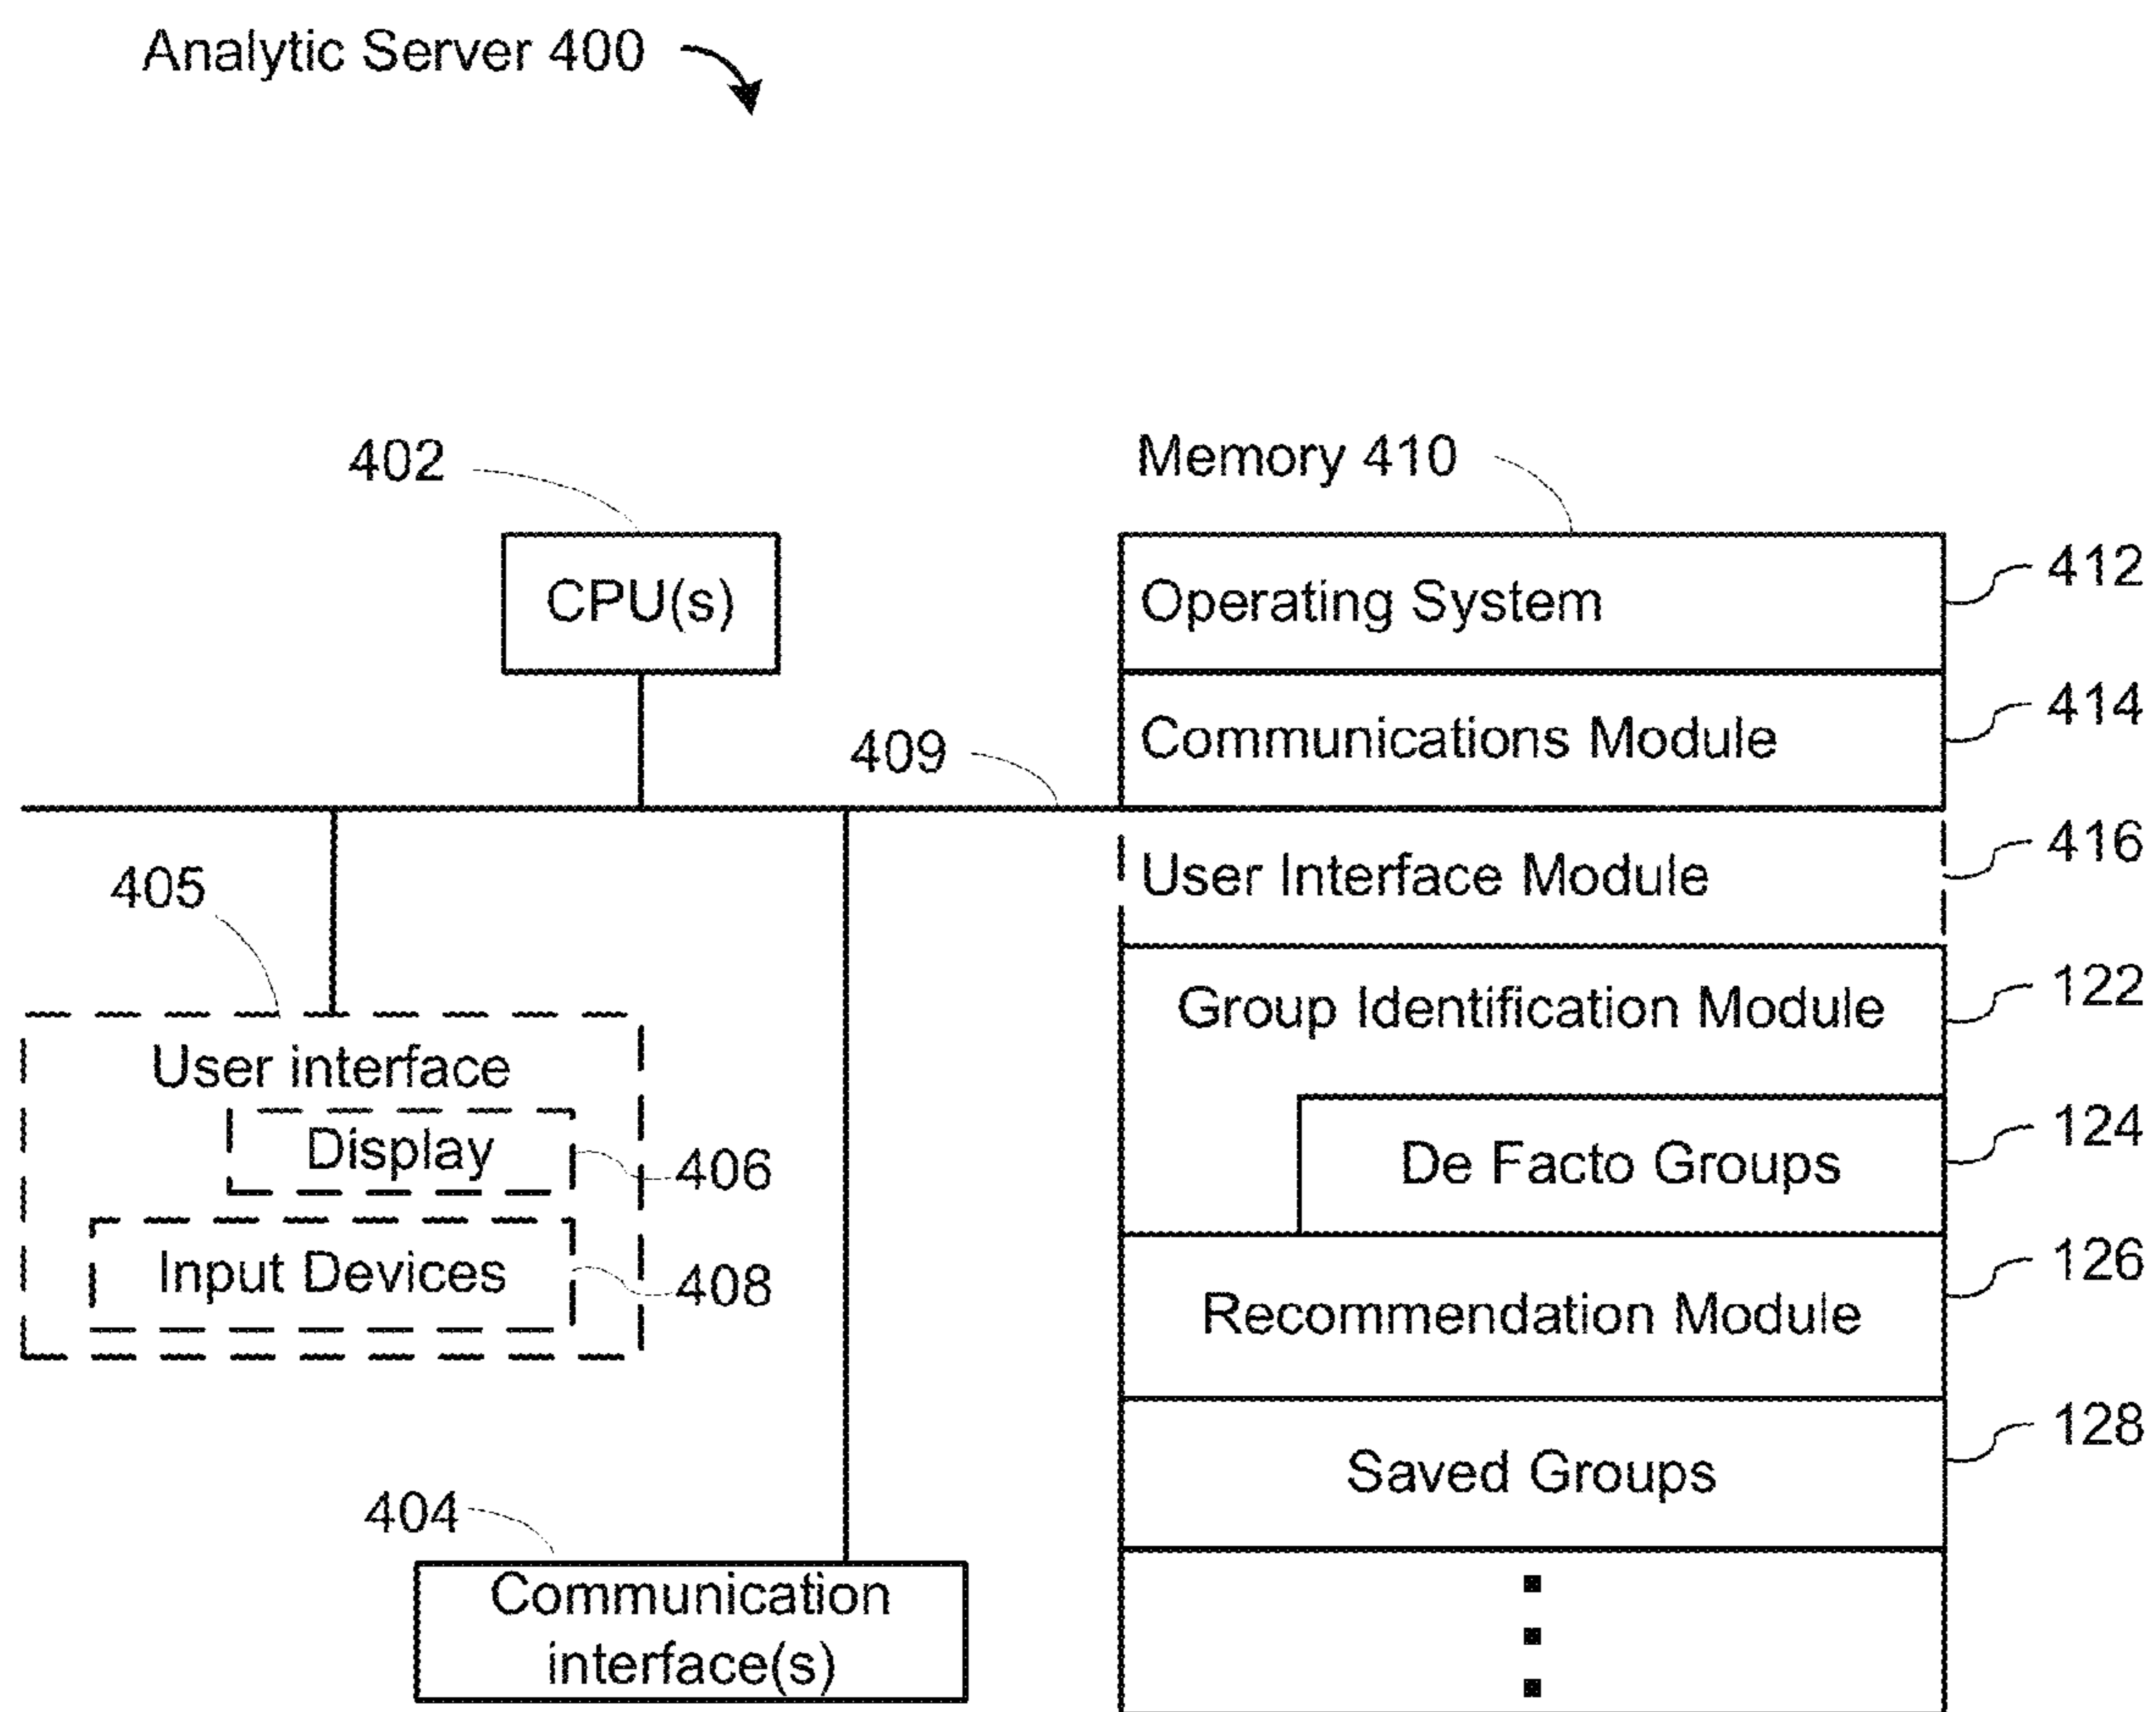 Analytic Server 400
402
CPU(s)
Memory 410
Operating System
412
Communications Module
414
409
User Interface Module
416
405
User interface
Display
406
Input Devices
408
Group Identification Module
122
De Facto Groups
124
Recommendation Module
126
Saved Groups
128
404
Communication
interface(s)